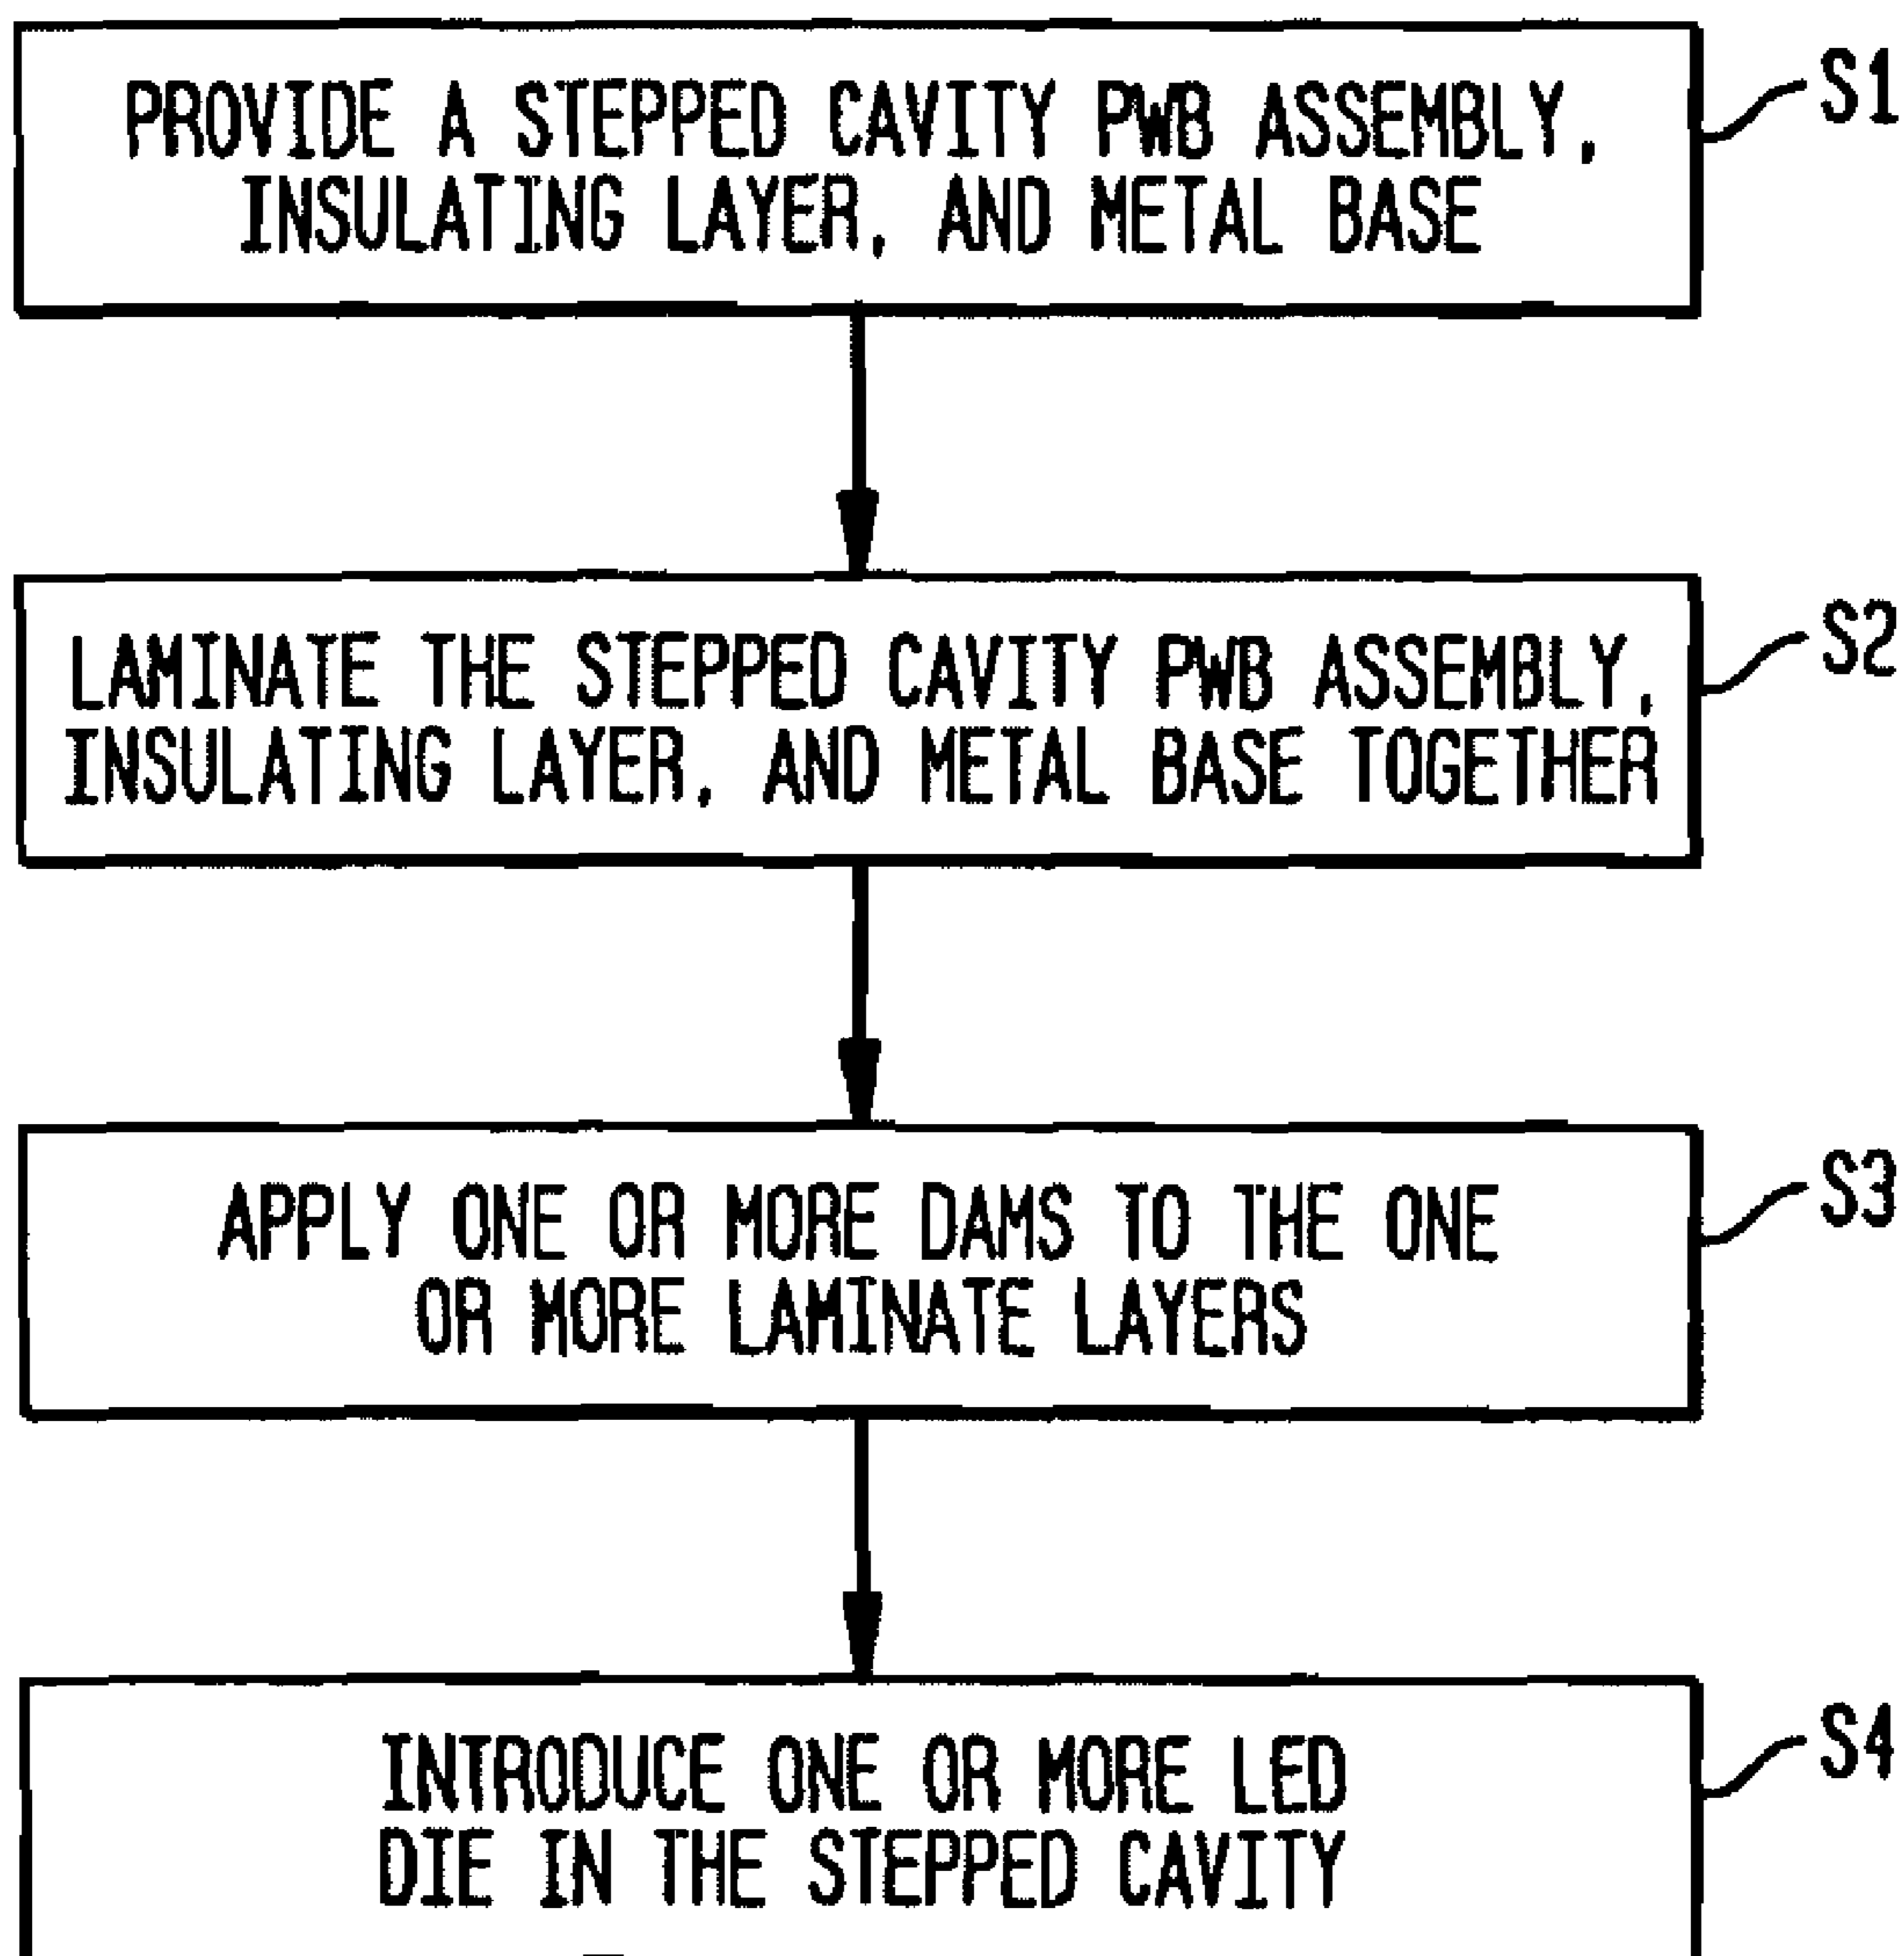 PROVIDE A STEPPED CAVITY PWB ASSEMBLY,
INSULATING LAYER, AND METAL BASE
S1
LAMINATE THE STEPPED CAVITY PWB ASSEMBLY,
INSULATING LAYER, AND METAL BASE TOGETHER
S2
APPLY ONE OR MORE DAMS TO THE ONE
OR MORE LAMINATE LAYERS
S3
INTRODUCE ONE OR MORE LED
DIE IN THE STEPPED CAVITY
S4